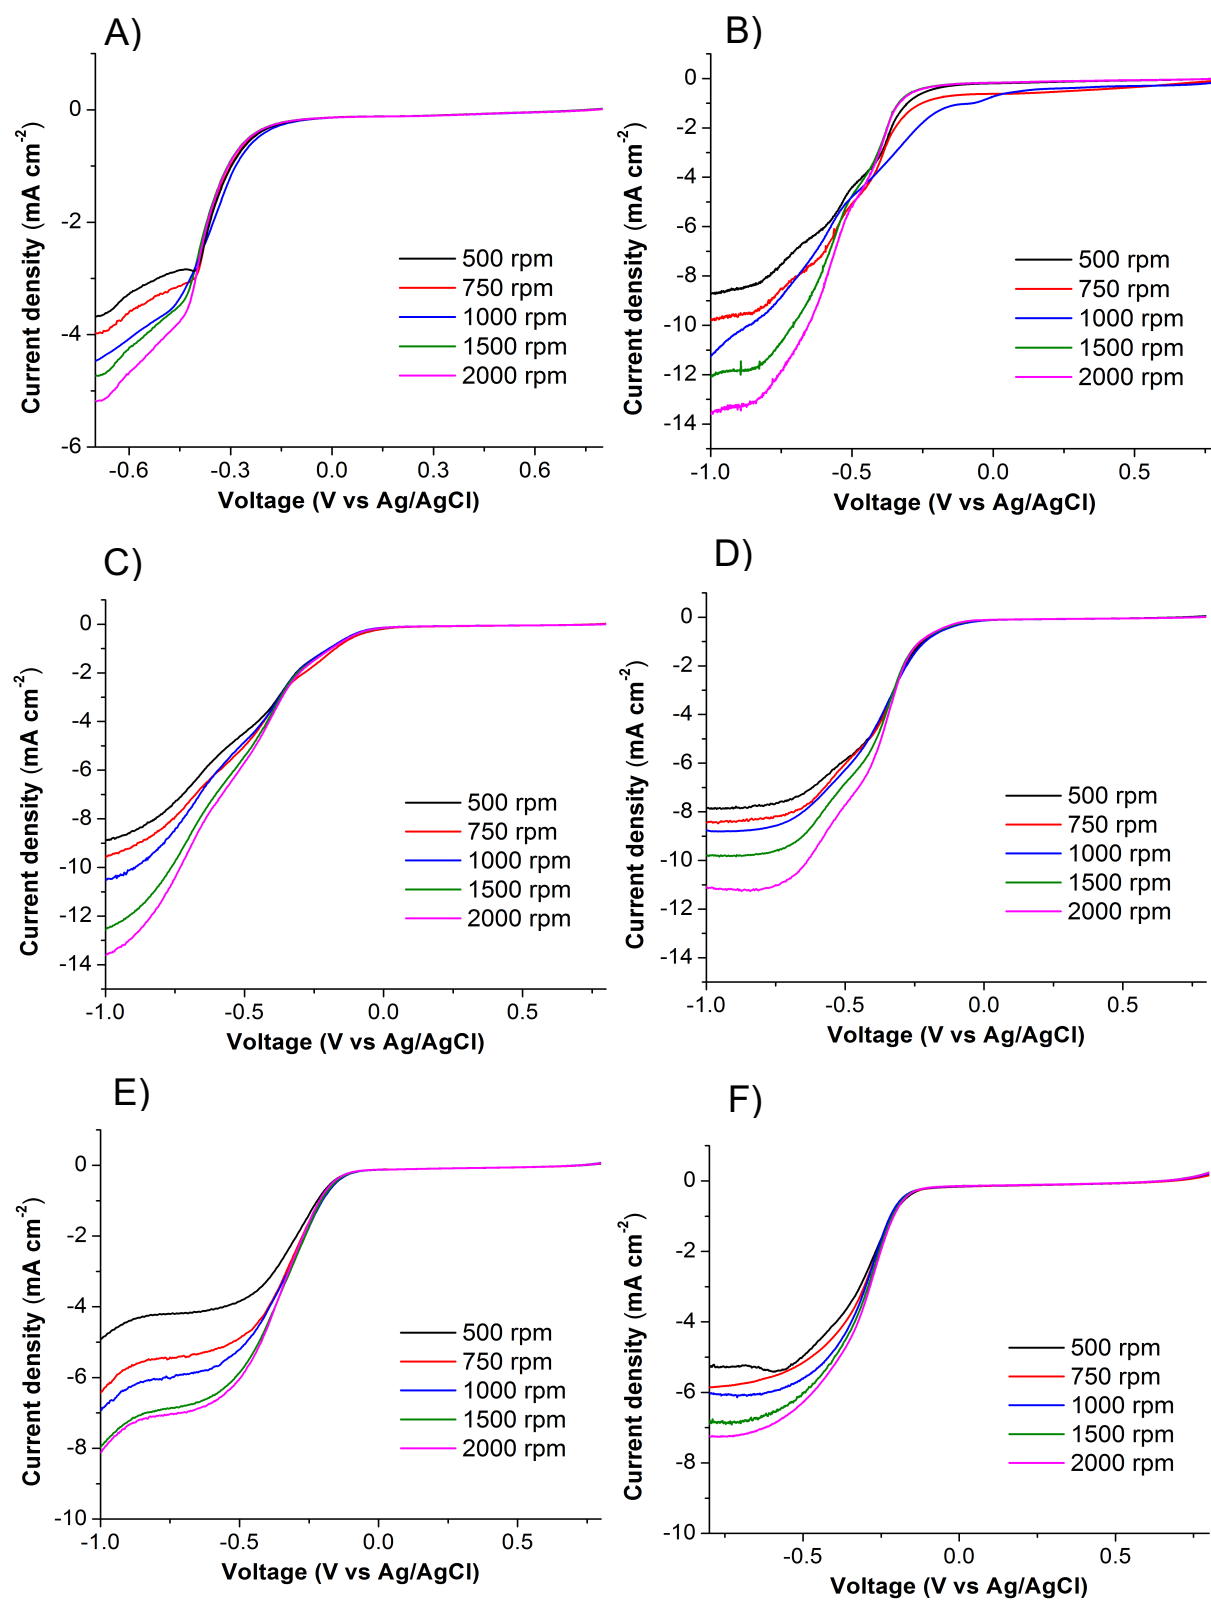 A)
0
-2
-4
-6
-0.6 -0.3 0.0 0.3 0.6
Voltage (V vs Ag/AgCl)
Current density (mA cm-2)
500 rpm
750 rpm
1000 rpm
1500 rpm
2000 rpm
B)
0
-2
-4
-6
-8
-10
-12
-14
-1.0 -0.5 0.0 0.5
Voltage (V vs Ag/AgCl)
Current density (mA cm-2)
500 rpm
750 rpm
1000 rpm
1500 rpm
2000 rpm
C)
0
-2
-4
-6
-8
-10
-12
-14
-1.0 -0.5 0.0 0.5
Voltage (V vs Ag/AgCl)
Current density (mA cm-2)
500 rpm
750 rpm
1000 rpm
1500 rpm
2000 rpm
D)
0
-2
-4
-6
-8
-10
-12
-14
-1.0 -0.5 0.0 0.5
Voltage (V vs Ag/AgCl)
Current density (mA cm-2)
500 rpm
750 rpm
1000 rpm
1500 rpm
2000 rpm
E)
0
-2
-4
-6
-8
-10
-1.0 -0.5 0.0 0.5
Voltage (V vs Ag/AgCl)
Current density (mA cm-2)
500 rpm
750 rpm
1000 rpm
1500 rpm
2000 rpm
F)
0
-2
-4
-6
-8
-10
-0.5 0.0 0.5
Voltage (V vs Ag/AgCl)
Current density (mA cm-2)
500 rpm
750 rpm
1000 rpm
1500 rpm
2000 rpm